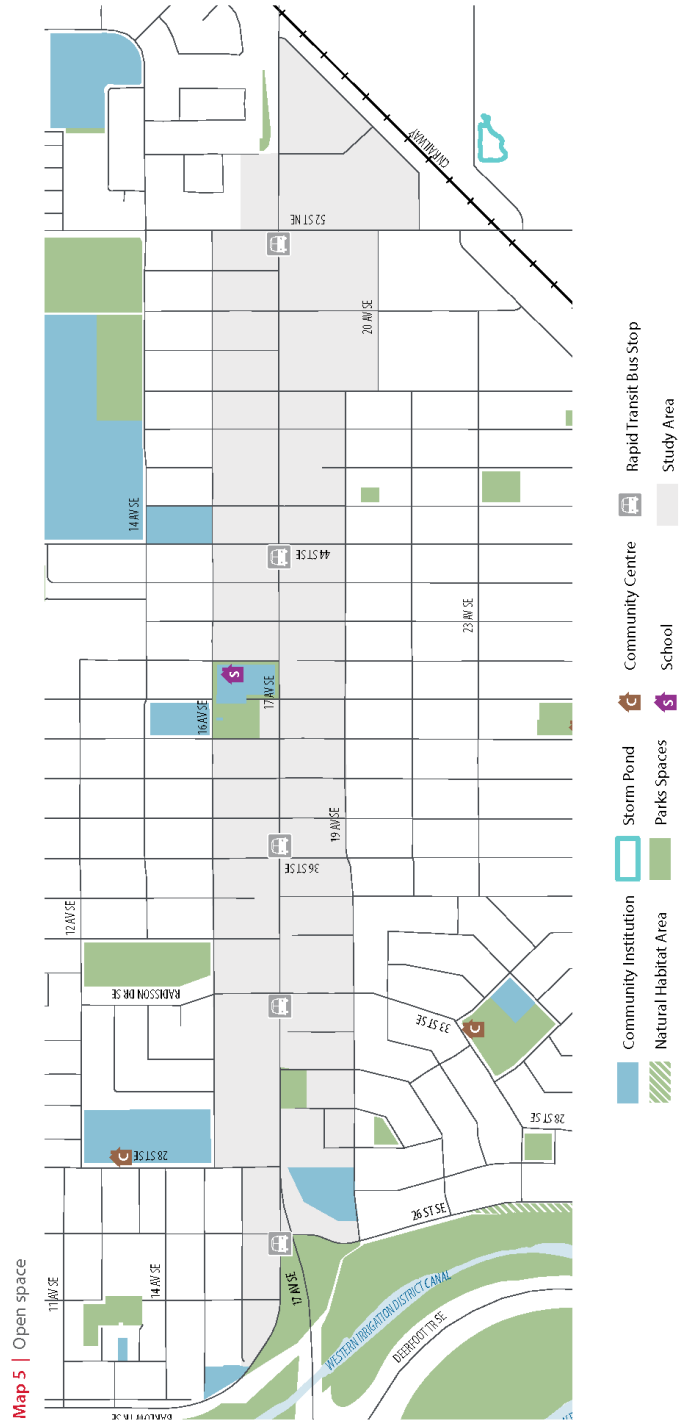 Map 5 | Open space
11 AV SE
14 AV SE
BARLOW TR SE
28 ST SE
C
17 AV SE
26 ST SE
WESTERN IRRIGATION DISTRICT CANAL
DEERFOOT TR SE
28 ST SE
33 ST SE
C
RADISSON DR SE
12 AV SE
36 ST SE
19 AV SE
16 AV SE
17 AV SE
S
23 AV SE
44 ST SE
14 AV SE
20 AV SE
52 ST NE
CN RAILWAY
Community Institution
Storm Pond
C Community Centre
Rapid Transit Bus Stop
Natural Habitat Area
Parks Spaces
S School
Study Area